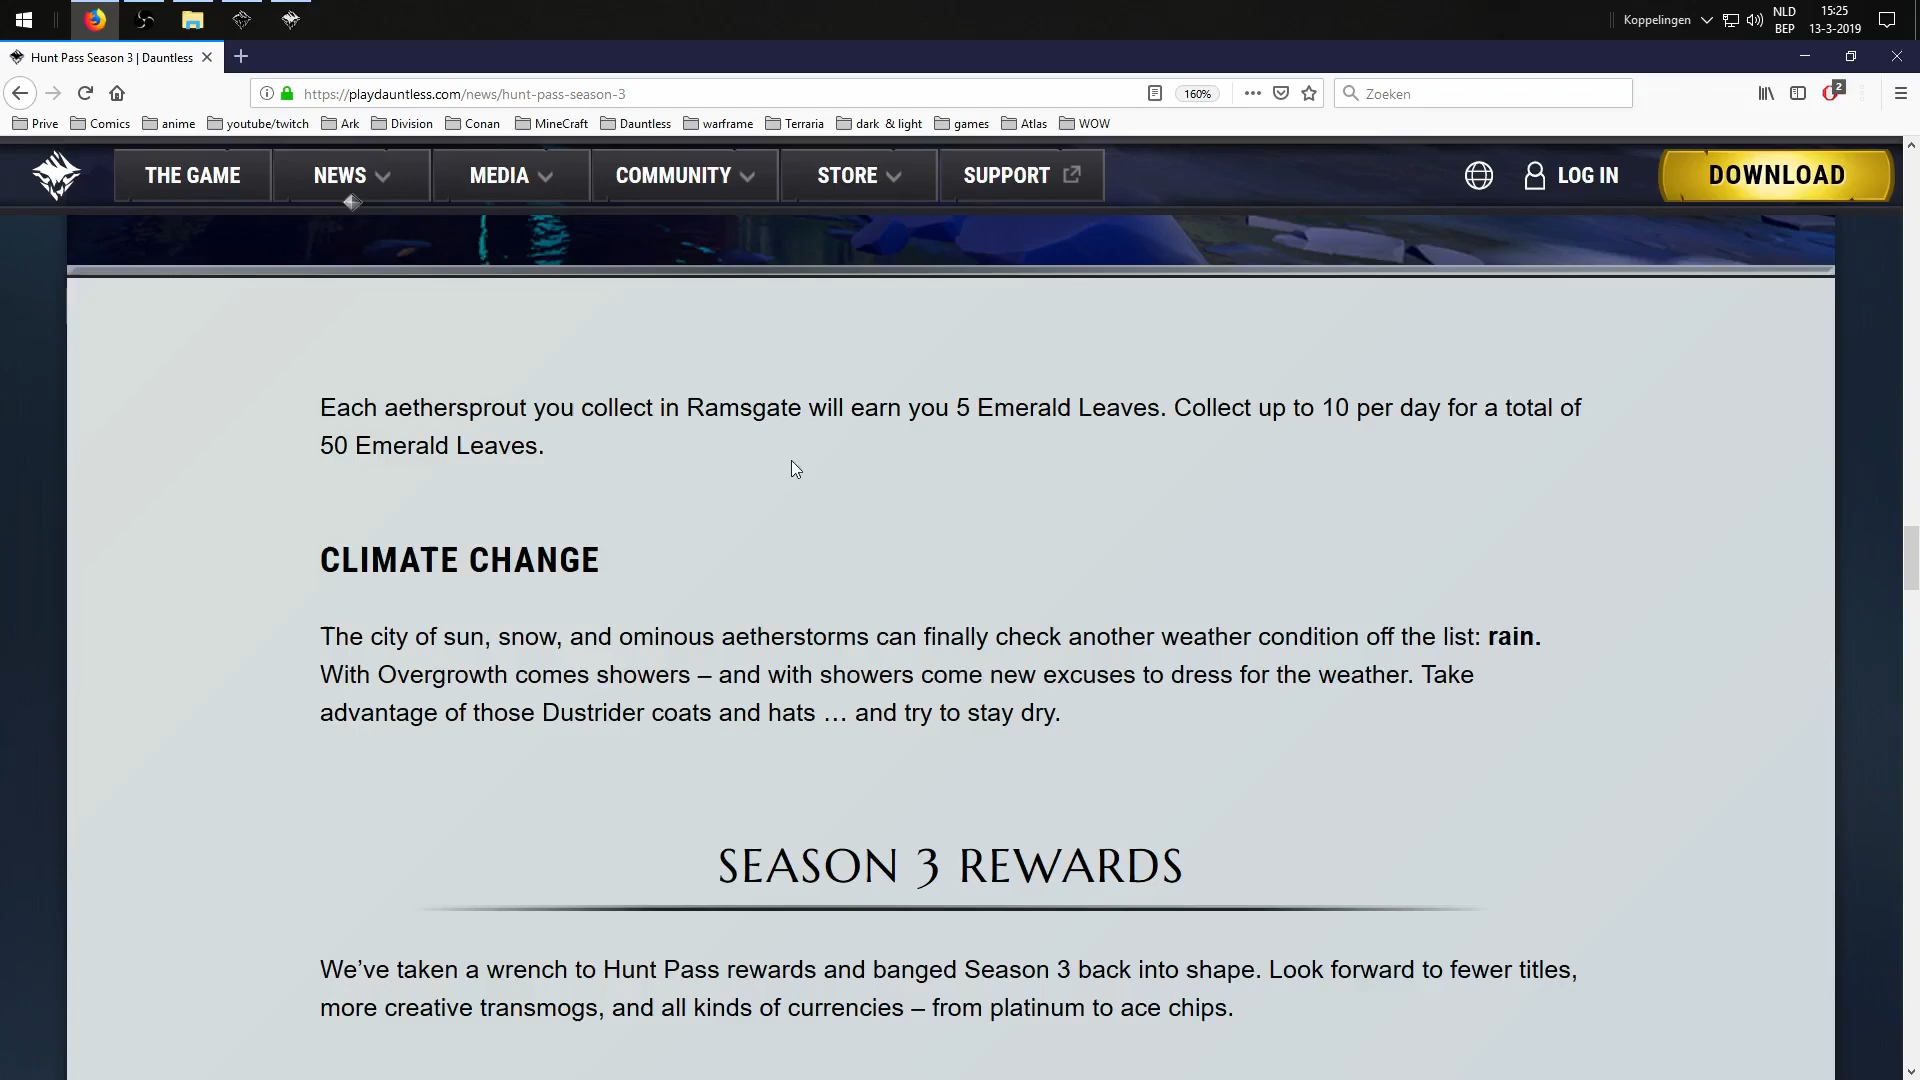 Koppelingen NLD 15:25
BEP 13-3-2019
Hunt Pass Season 3 | Dauntless
https://playdauntless.com/news/hunt-pass-season-3 160% Zoeken 2
Prive Comics anime youtube/twitch Ark Division Conan MineCraft Dauntless warframe Terraria dark & light games Atlas WOW
THE GAME NEWS MEDIA COMMUNITY STORE SUPPORT LOG IN DOWNLOAD
Each aethersprout you collect in Ramsgate will earn you 5 Emerald Leaves. Collect up to 10 per day for a total of
50 Emerald Leaves.
CLIMATE CHANGE
The city of sun, snow, and ominous aetherstorms can finally check another weather condition off the list: rain.
With Overgrowth comes showers – and with showers come new excuses to dress for the weather. Take
advantage of those Dustrider coats and hats … and try to stay dry.
SEASON 3 REWARDS
We’ve taken a wrench to Hunt Pass rewards and banged Season 3 back into shape. Look forward to fewer titles,
more creative transmogs, and all kinds of currencies – from platinum to ace chips.